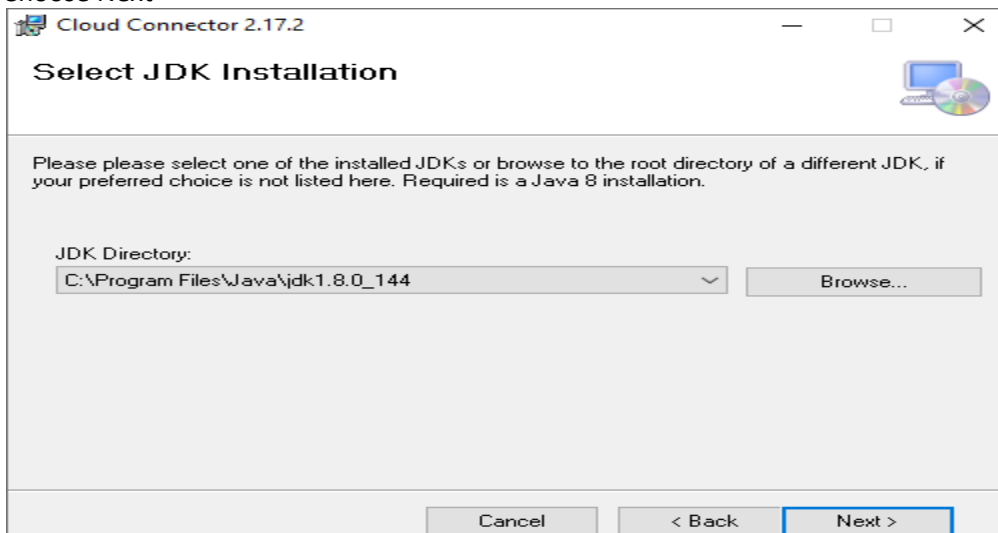 Choose Next
Cloud Connector 2.17.2
Select JDK Installation
Please please select one of the installed JDKs or browse to the root directory of a different JDK, if
your preferred choice is not listed here. Required is a Java 8 installation.
JDK Directory:
C:\Program Files\Java\jdk1.8.0_144
Browse...
Cancel
< Back
Next >